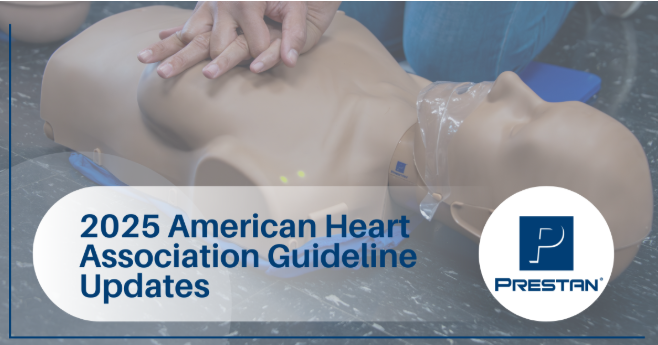 2025 American Heart
Association Guideline
Updates
P
PRESTAN®